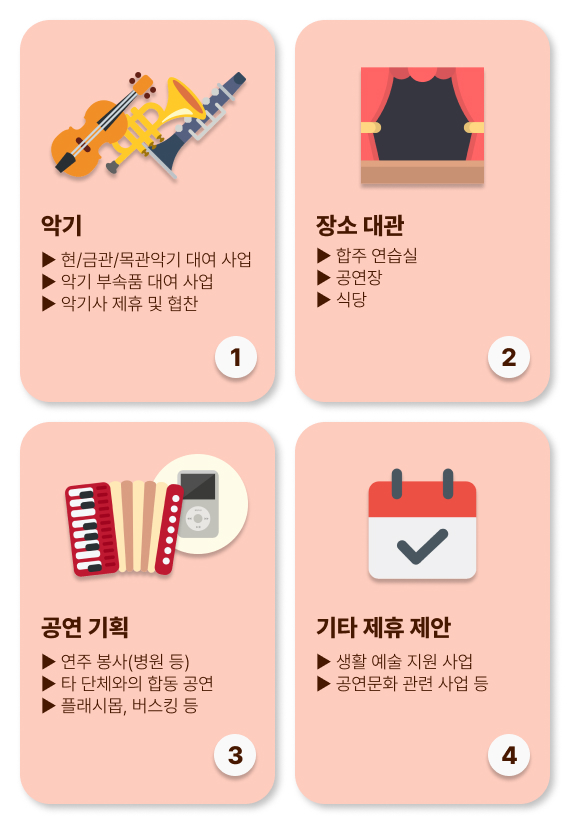 악기
▶ 현/금관/목관악기 대여 사업
▶ 악기 부속품 대여 사업
▶ 악기사 제휴 및 협찬
1
장소 대관
▶ 합주 연습실
▶ 공연장
▶ 식당
2
공연 기획
▶ 연주 봉사(병원 등)
▶ 타 단체와의 합동 공연
▶ 플래시몹, 버스킹 등
3
기타 제휴 제안
▶ 생활 예술 지원 사업
▶ 공연문화 관련 사업 등
4